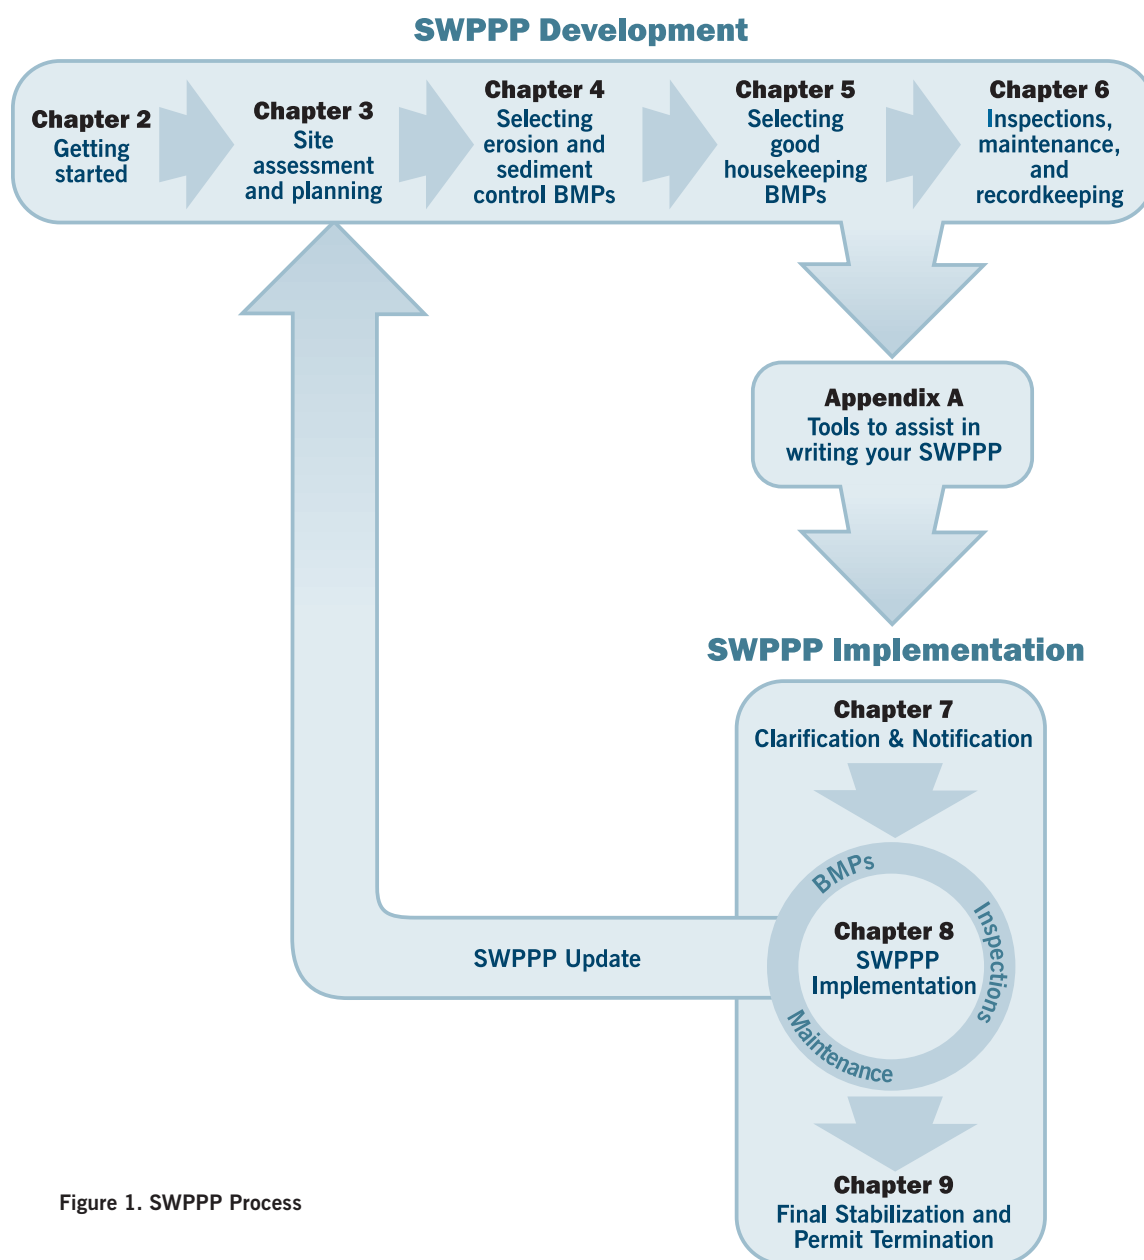 SWPPP Development
Chapter 2
Getting
started
Chapter 3
Site
assessment
and planning
Chapter 4
Selecting
erosion and
sediment
control BMPs
Chapter 5
Selecting
good
housekeeping
BMPs
Chapter 6
Inspections,
maintenance,
and
recordkeeping
Appendix A
Tools to assist in
writing your SWPPP
SWPPP Implementation
Chapter 7
Clarification & Notification
BMPs
Inspections
Maintenance
Chapter 8
SWPPP
Implementation
SWPPP Update
Chapter 9
Final Stabilization and
Permit Termination
Figure 1. SWPPP Process